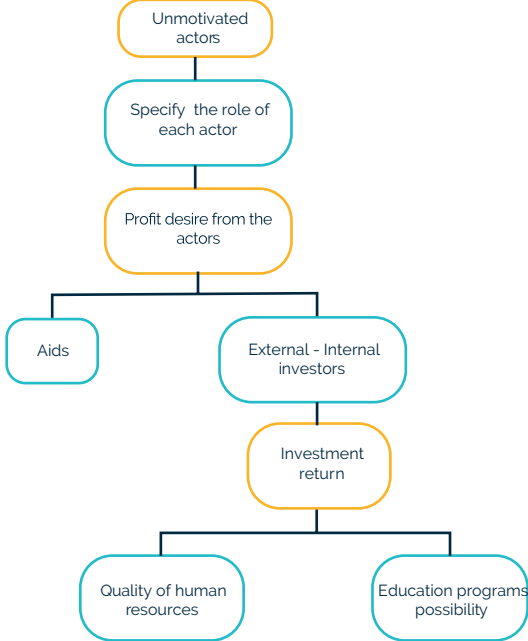 Unmotivated
actors
Specify the role of
each actor
Profit desire from the
actors
Aids
External - Internal
investors
Investment
return
Quality of human
resources
Education programs
possibility